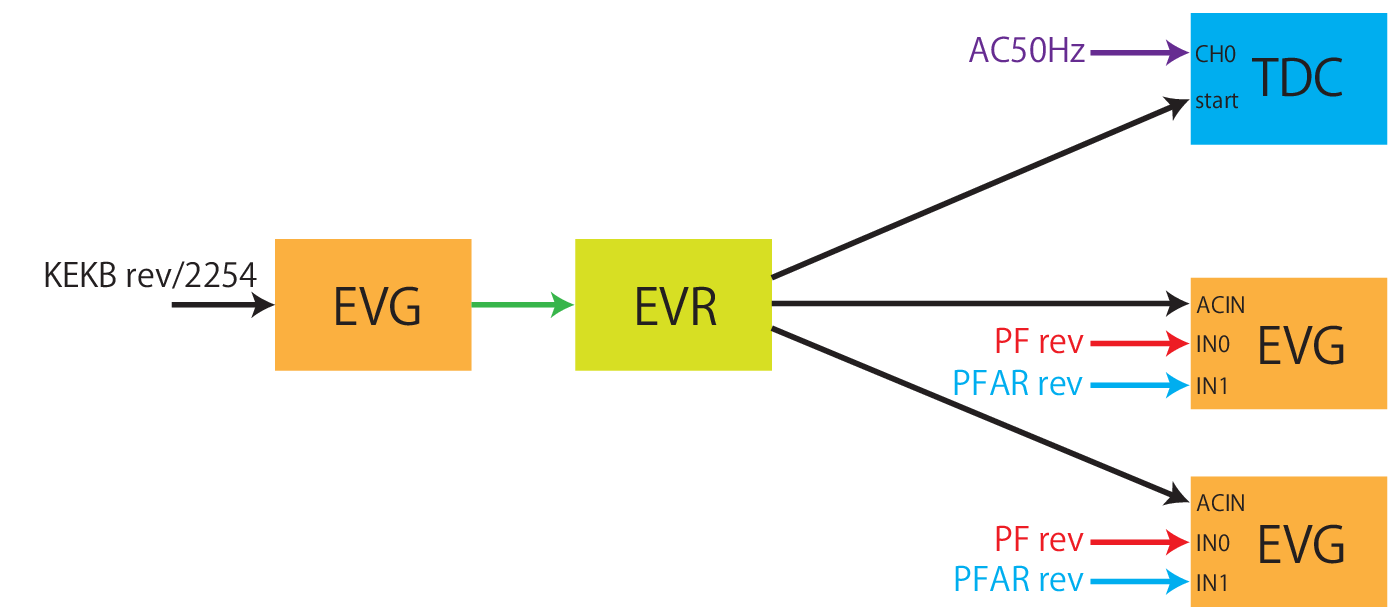 AC50Hz
CH0
TDC
start
KEKB rev/2254
EVG
EVR
ACIN
PF rev
IN0
EVG
PFAR rev
IN1
ACIN
PF rev
IN0
EVG
PFAR rev
IN1